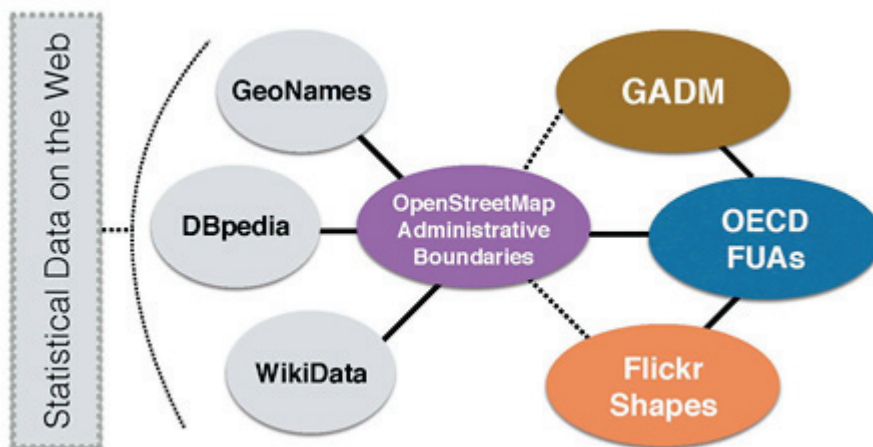 Statistical Data on the Web
GeoNames
DBpedia
WikiData
OpenStreetMap
Administrative
Boundaries
GADM
OECD
FUAs
Flickr
Shapes